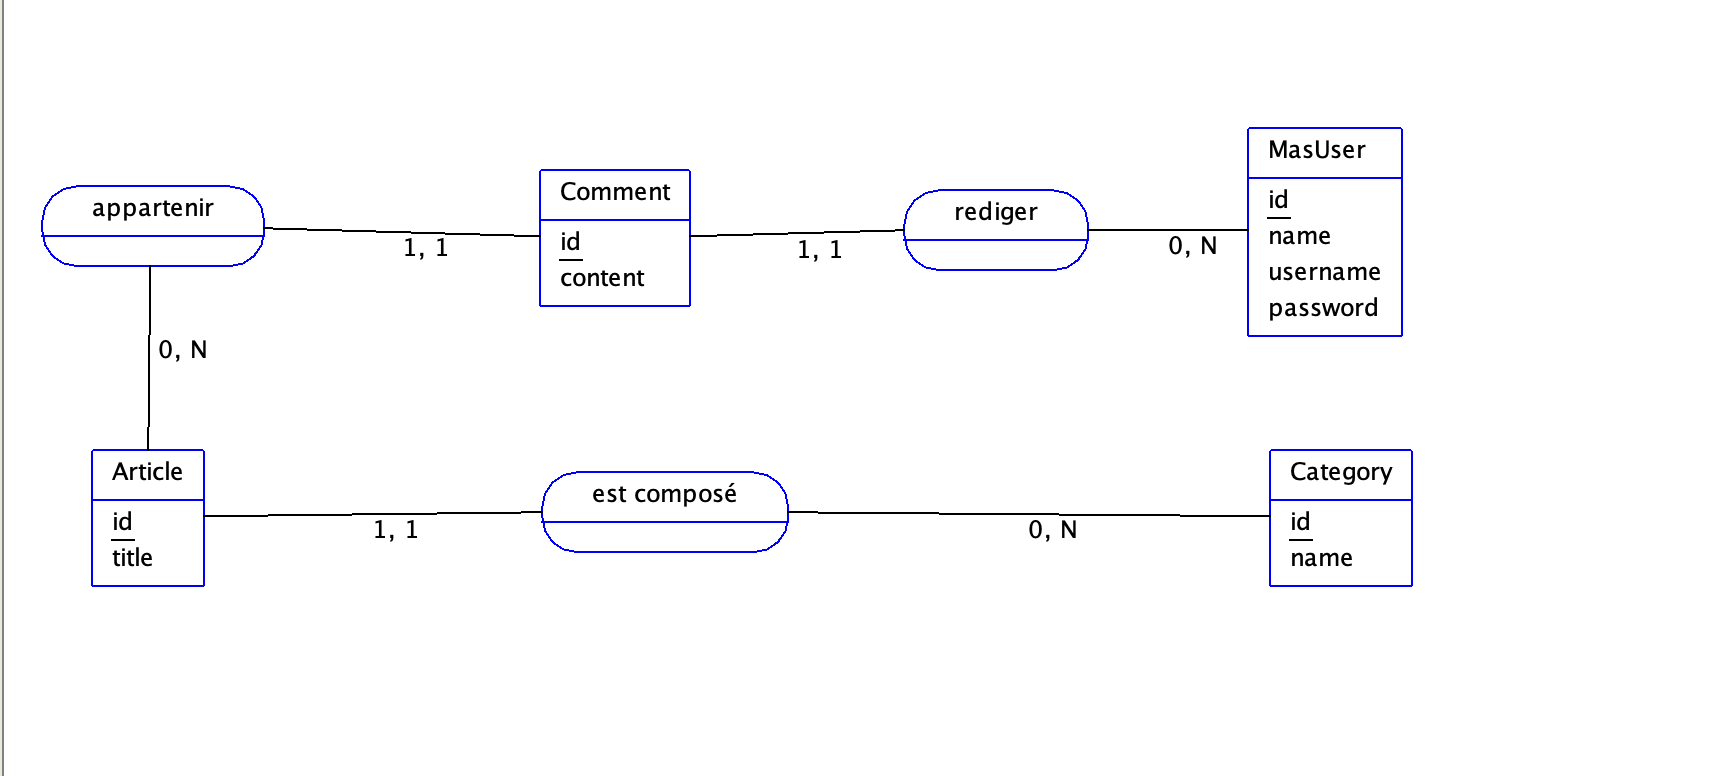 MasUser
id
name
username
password
appartenir
Comment
id
content
rediger
1, 1
1, 1
0, N
0, N
Article
id
title
est composé
1, 1
0, N
Category
id
name